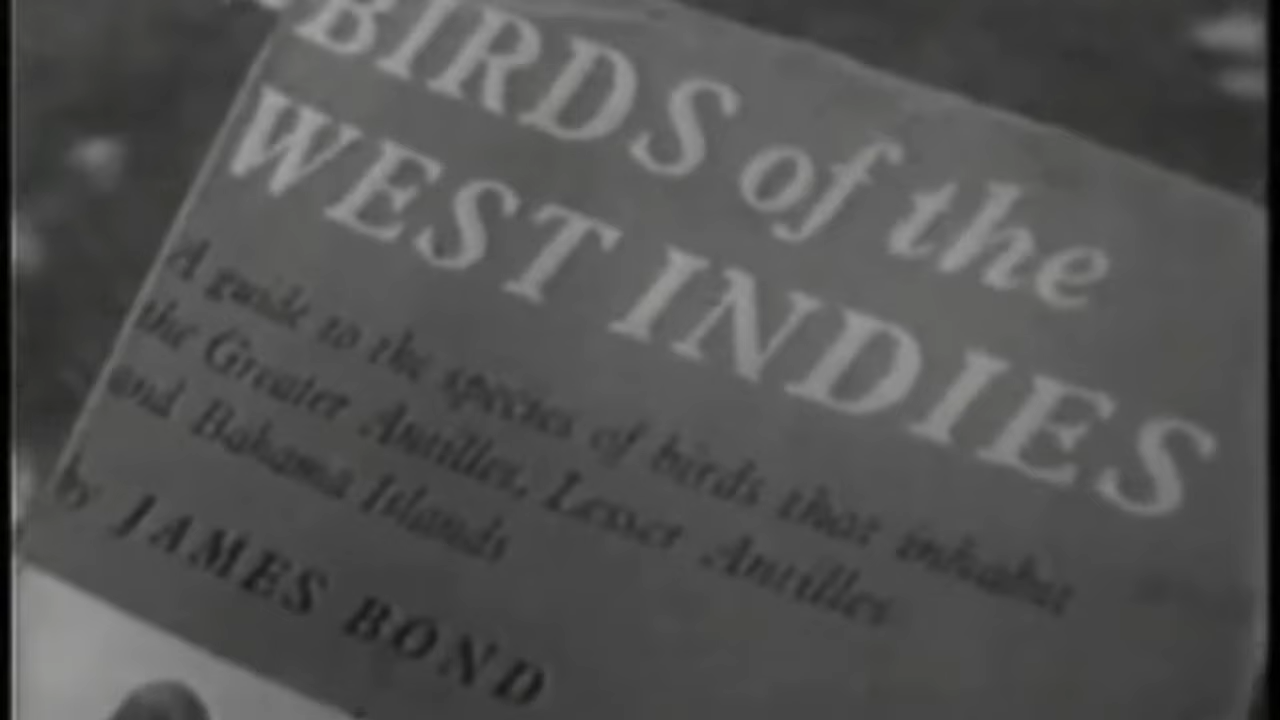 BIRDS of the
WEST INDIES
A guide to the species of birds that inhabit
the Greater Antilles, Lesser Antilles
and Bahama Islands
by JAMES BOND